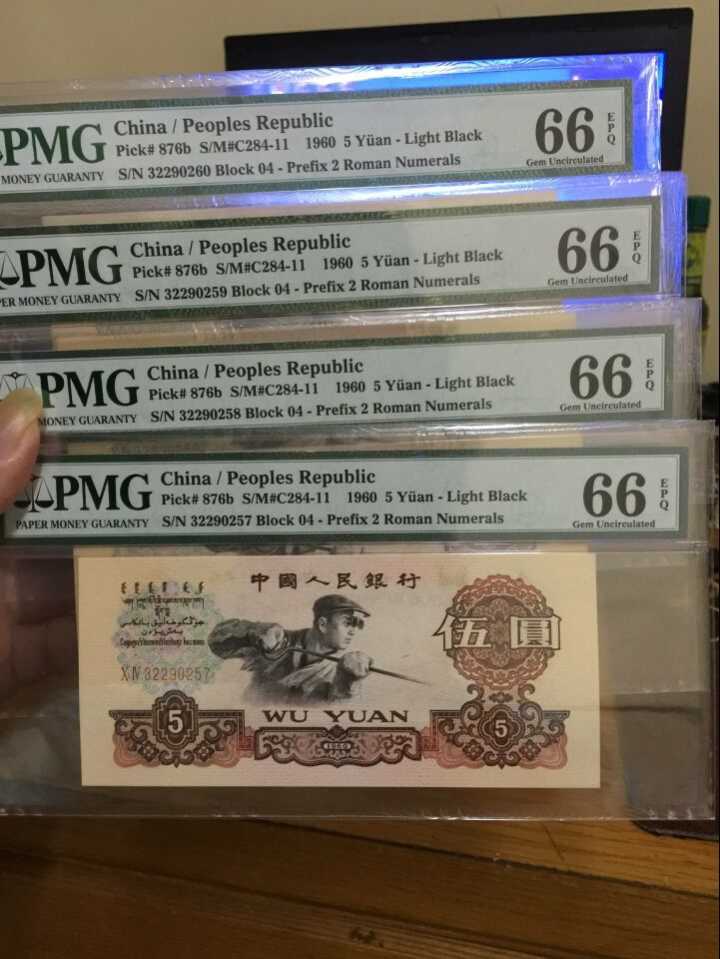 PMG China / Peoples Republic
Pick# 876b S/M#C284-11 1960 5 Yüan - Light Black
MONEY GUARANTY S/N 32290260 Block 04 - Prefix 2 Roman Numerals
66 EPQ
Gem Uncirculated
PMG China / Peoples Republic
Pick# 876b S/M#C284-11 1960 5 Yüan - Light Black
PER MONEY GUARANTY S/N 32290259 Block 04 - Prefix 2 Roman Numerals
66 EPQ
Gem Uncirculated
PMG China / Peoples Republic
Pick# 876b S/M#C284-11 1960 5 Yüan - Light Black
MONEY GUARANTY S/N 32290258 Block 04 - Prefix 2 Roman Numerals
66 EPQ
Gem Uncirculated
PMG China / Peoples Republic
Pick# 876b S/M#C284-11 1960 5 Yüan - Light Black
PAPER MONEY GUARANTY S/N 32290257 Block 04 - Prefix 2 Roman Numerals
66 EPQ
Gem Uncirculated
中國人民銀行
伍圓
X IV 32290257
5 WU YUAN 5
1960